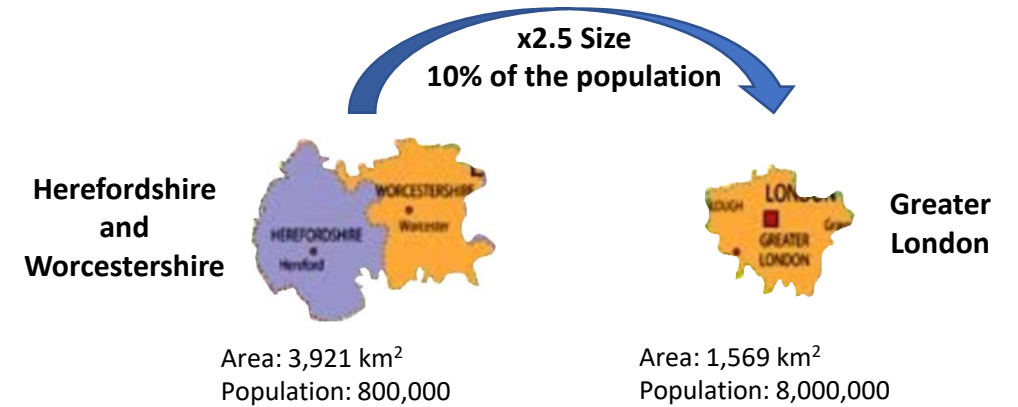 x2.5 Size
10% of the population
Herefordshire
and
Worcestershire
WORCESTERSHIRE
Worcester
HEREFORDSHIRE
Hereford
LONDON
LOUGH
GREATER
LONDON
Greater
London
Area: 3,921 km²
Population: 800,000
Area: 1,569 km²
Population: 8,000,000